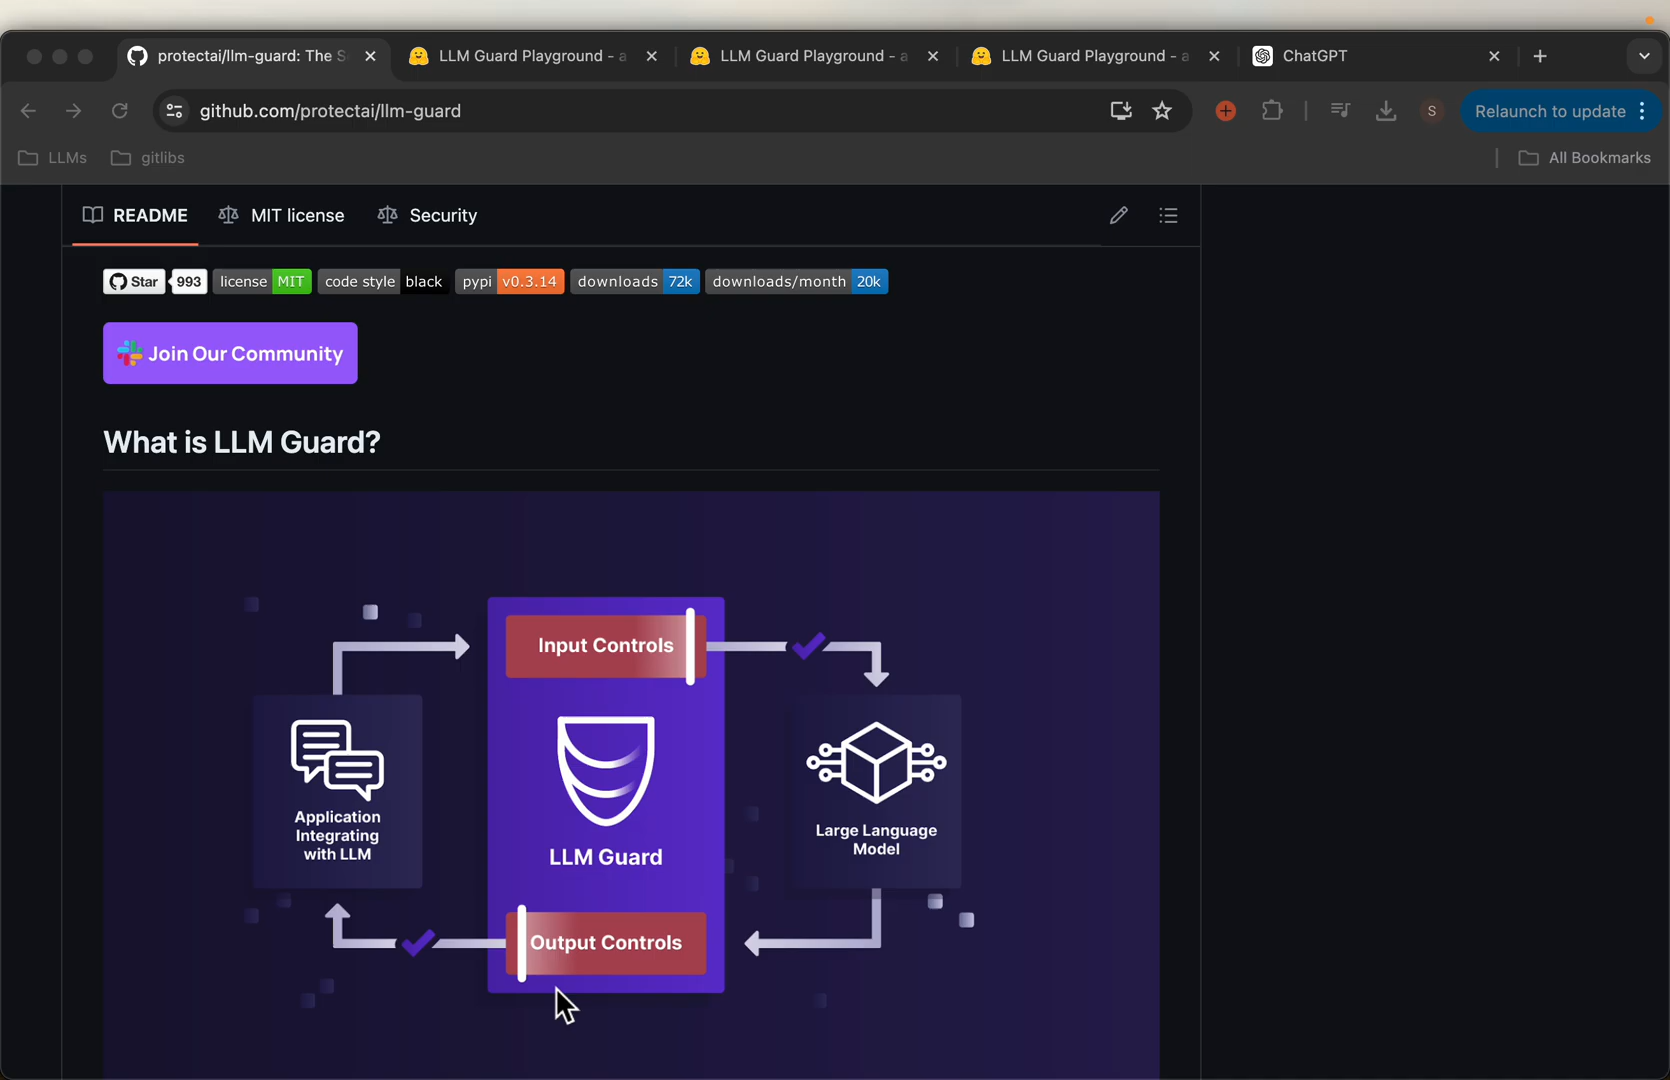 protectai/llm-guard: The S
LLM Guard Playground - a
LLM Guard Playground - a
LLM Guard Playground - a
ChatGPT
github.com/protectai/llm-guard
S
Relaunch to update
LLMs
gitlibs
All Bookmarks
README
MIT license
Security
Star 993 license MIT code style black pypi v0.3.14 downloads 72k downloads/month 20k
Join Our Community
What is LLM Guard?
Input Controls
Application
Integrating
with LLM
LLM Guard
Large Language
Model
Output Controls